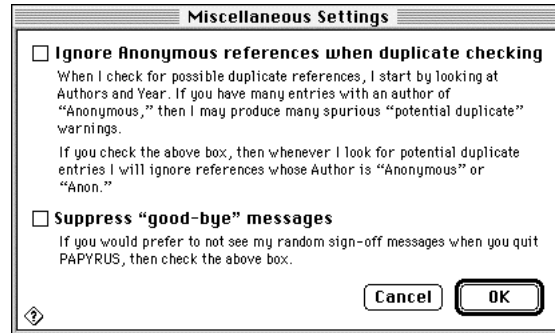 Miscellaneous Settings
Ignore Anonymous references when duplicate checking
When I check for possible duplicate references, I start by looking at
Authors and Year. If you have many entries with an author of
“Anonymous,” then I may produce many spurious “potential duplicate”
warnings.
If you check the above box, then whenever I look for potential duplicate
entries I will ignore references whose Author is “Anonymous” or
“Anon.”
Suppress “good-bye” messages
If you would prefer to not see my random sign-off messages when you quit
PAPYRUS, then check the above box.
Cancel OK
?